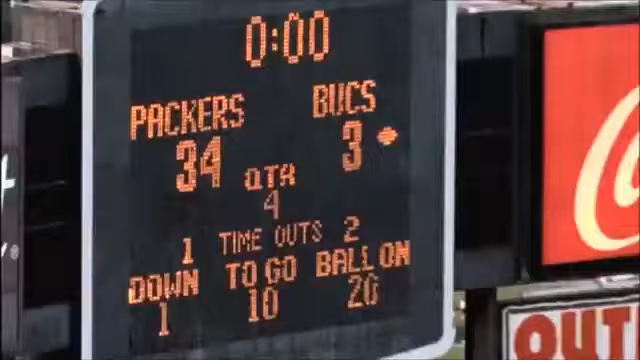 0:00
PACKERS BUCS
34 3
QTR
4
1 TIME OUTS 2
DOWN TO GO BALL ON
1 10 20
OUT